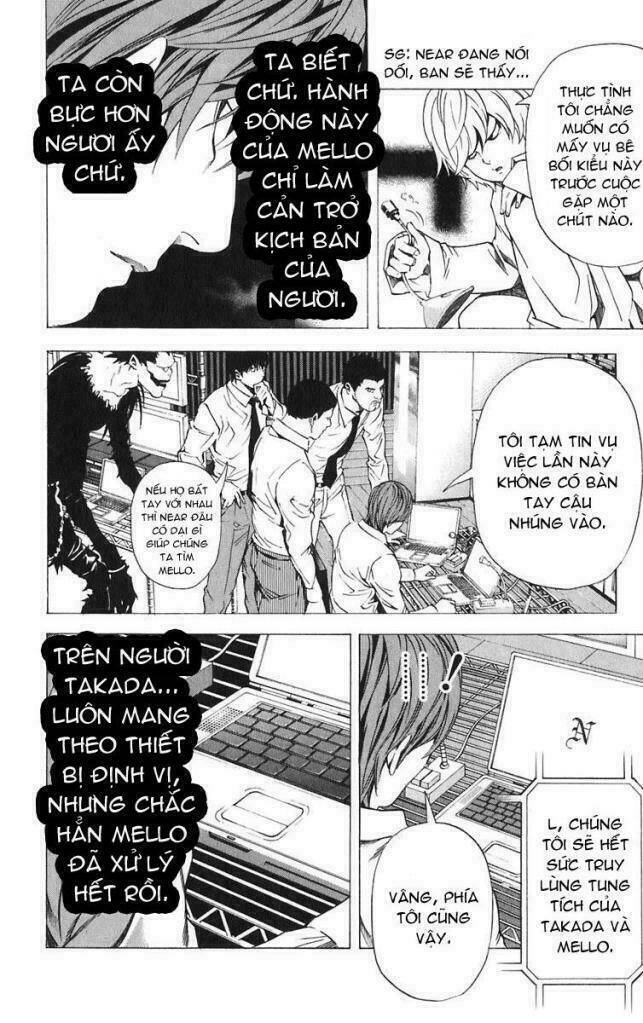 SG: NEAR ĐANG NÓI
DỐI, BẠN SẼ THẤY...
THỰC TÌNH
TÔI CHẲNG
MUỐN CÓ
MẤY VỤ BÊ
BỐI KIỂU NÀY
TRƯỚC CUỘC
GẶP MỘT
CHÚT NÀO.
TA BIẾT
CHỨ. HÀNH
ĐỘNG NÀY
CỦA MELLO
CHỈ LÀM
CẢN TRỞ
KỊCH BẢN
CỦA
NGƯƠI.
TA CÒN
BỰC HƠN
NGƯƠI ẤY
CHỨ.
TÔI TẠM TIN VỤ
VIỆC LẦN NÀY
KHÔNG CÓ BÀN
TAY CẬU
NHÚNG VÀO.
NẾU HỌ BẮT
TAY VỚI NHAU
THÌ NEAR ĐÂU
CÓ DẠI GÌ
GIÚP CHÚNG
TA TÌM
MELLO.
N
L, CHÚNG
TÔI SẼ HẾT
SỨC TRUY
LÙNG TUNG
TÍCH CỦA
TAKADA VÀ
MELLO.
......!
VÂNG, PHÍA
TÔI CŨNG
VẬY.
TRÊN NGƯỜI
TAKADA...
LUÔN MANG
THEO THIẾT
BỊ ĐỊNH VỊ,
NHƯNG CHẮC
HẲN MELLO
ĐÃ XỬ LÝ
HẾT RỒI.